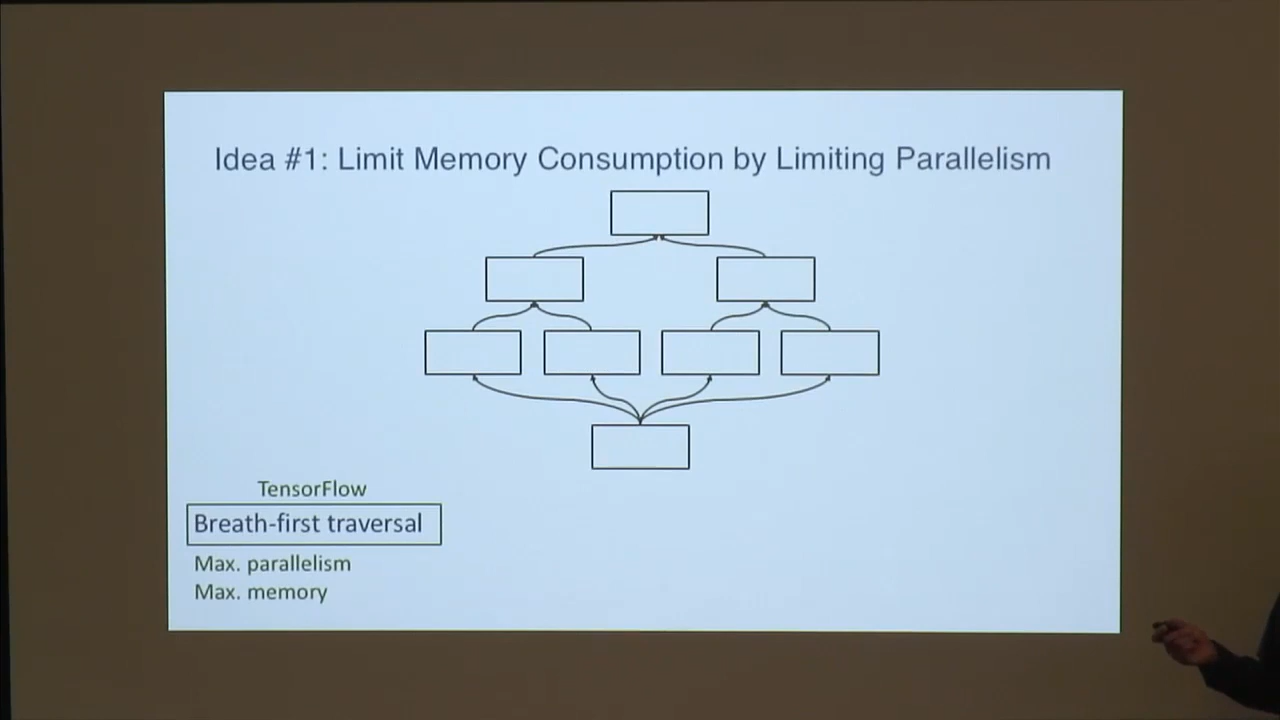 Idea #1: Limit Memory Consumption by Limiting Parallelism
TensorFlow
Breath-first traversal
Max. parallelism
Max. memory